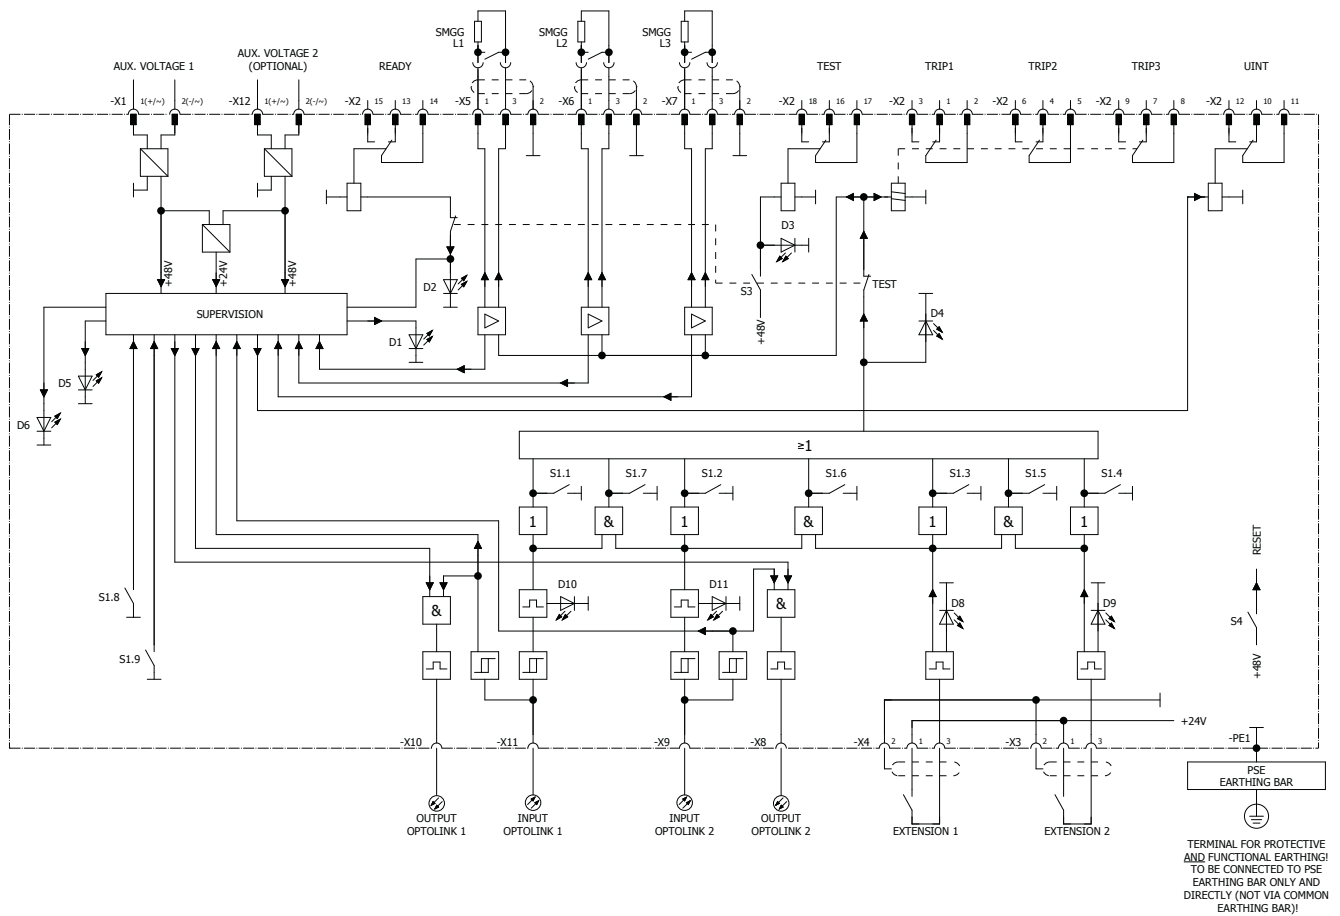 SMGG L1
SMGG L2
SMGG L3
AUX. VOLTAGE 1
AUX. VOLTAGE 2
(OPTIONAL)
READY
TEST
TRIP1
TRIP2
TRIP3
UINT
-X1 1(+/~) 2(-/~)
-X12 1(+/~) 2(-/~)
-X2 15 13 14
-X5 1 3 2
-X6 1 3 2
-X7 1 3 2
-X2 18 16 17
-X2 3 1 2
-X2 6 4 5
-X2 9 7 8
-X2 12 10 11
D3
+48V
+24V
+48V
D2
S3
TEST
SUPERVISION
D1
+48V
D4
D5
D6
≥1
S1.1
S1.7
S1.2
S1.6
S1.3
S1.5
S1.4
1
&
1
&
1
&
1
RESET
S1.8
&
D10
D11
&
D8
D9
S4
S1.9
+48V
+24V
-X10
-X11
-X9
-X8
-X4 2 1 3
-X3 2 1 3
-PE1
PSE
EARTHING BAR
OUTPUT
OPTOLINK 1
INPUT
OPTOLINK 1
INPUT
OPTOLINK 2
OUTPUT
OPTOLINK 2
EXTENSION 1
EXTENSION 2
TERMINAL FOR PROTECTIVE
AND FUNCTIONAL EARTHING!
TO BE CONNECTED TO PSE
EARTHING BAR ONLY AND
DIRECTLY (NOT VIA COMMON
EARTHING BAR)!